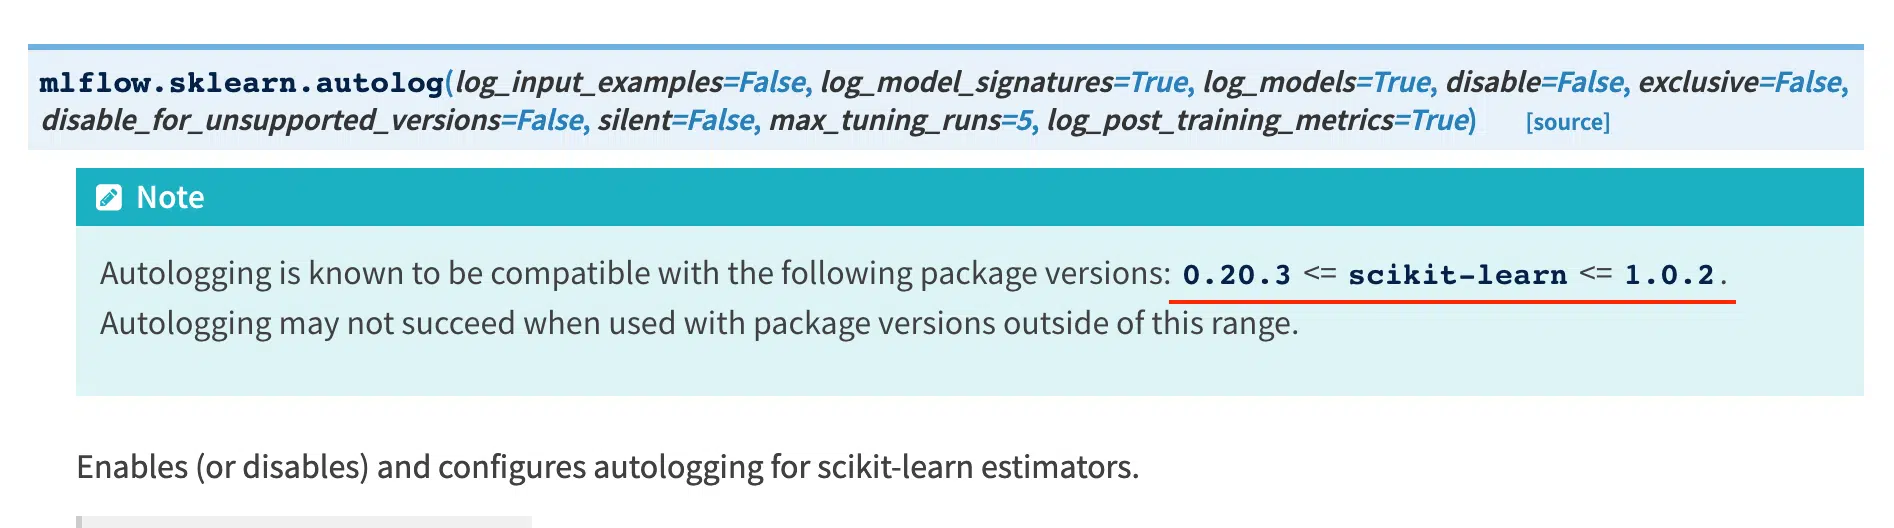 mlflow.sklearn.autolog(log_input_examples=False, log_model_signatures=True, log_models=True, disable=False, exclusive=False,
disable_for_unsupported_versions=False, silent=False, max_tuning_runs=5, log_post_training_metrics=True) [source]
Note
Autologging is known to be compatible with the following package versions: 0.20.3 <= scikit-learn <= 1.0.2.
Autologging may not succeed when used with package versions outside of this range.
Enables (or disables) and configures autologging for scikit-learn estimators.